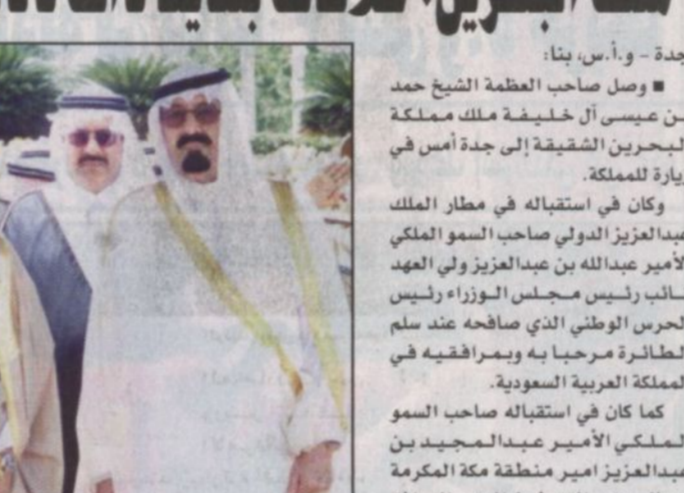 جدة - و.أ.س، بنا:
■ وصل صاحب العظمة الشيخ حمد
بن عيسى آل خليفة ملك مملكة
البحرين الشقيقة إلى جدة أمس في
زيارة للمملكة.
وكان في استقباله في مطار الملك
عبدالعزيز الدولي صاحب السمو الملكي
الأمير عبدالله بن عبدالعزيز ولي العهد
نائب رئيس مجلس الوزراء رئيس
الحرس الوطني الذي صافحه عند سلم
الطائرة مرحبا به وبمرافقيه في
المملكة العربية السعودية.
كما كان في استقباله صاحب السمو
الملكي الأمير عبدالمجيد بن
عبدالعزيز امير منطقة مكة المكرمة